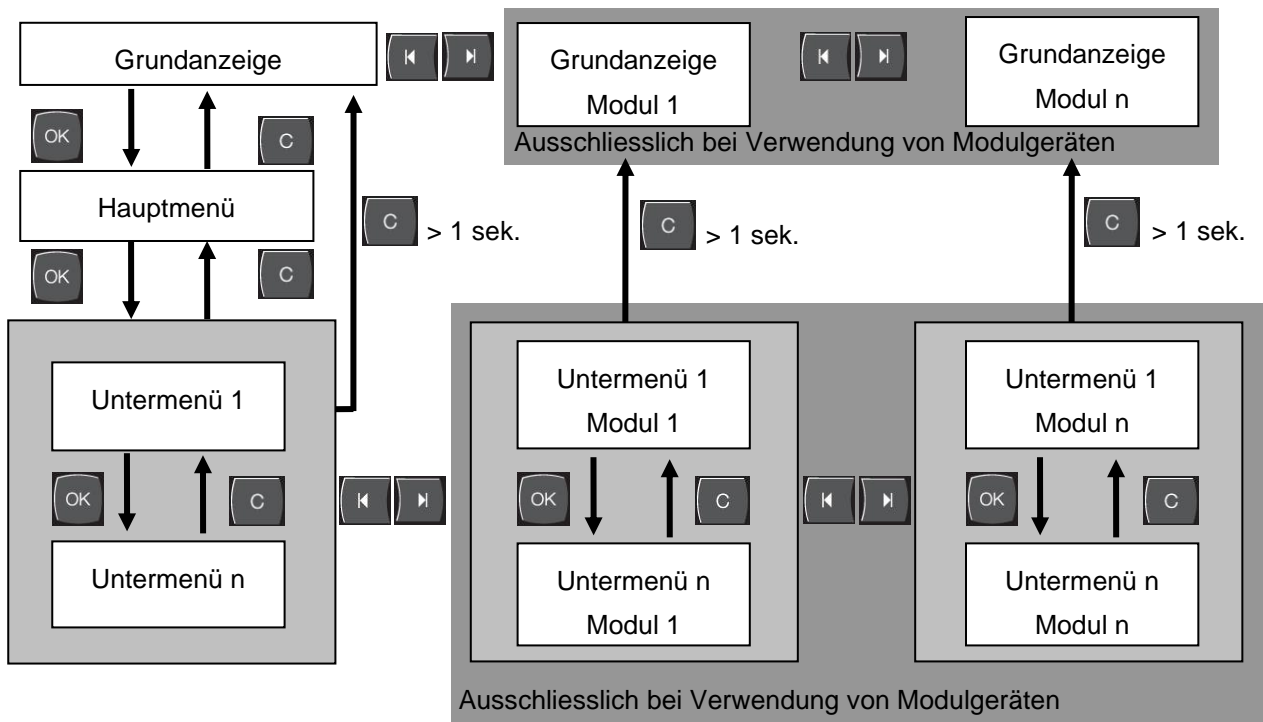 Grundanzeige
Grundanzeige
Modul 1
Grundanzeige
Modul n
Ausschliesslich bei Verwendung von Modulgeräten
OK
C
Hauptmenü
C > 1 sek.
C > 1 sek.
C > 1 sek.
OK
C
Untermenü 1
OK
C
Untermenü n
Untermenü 1
Modul 1
OK
C
Untermenü n
Modul 1
Untermenü 1
Modul n
OK
C
Untermenü n
Modul n
Ausschliesslich bei Verwendung von Modulgeräten